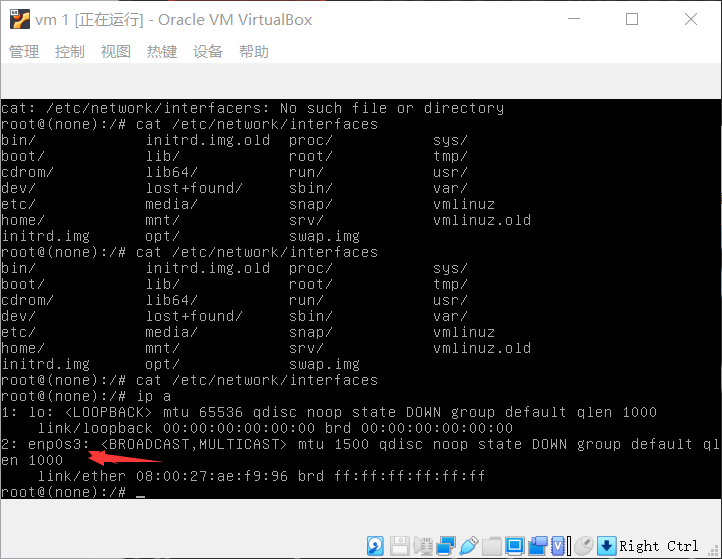 vm 1 [正在运行] - Oracle VM VirtualBox
管理 控制 视图 热键 设备 帮助
cat: /etc/network/interfacers: No such file or directory
root@(none):/# cat /etc/network/interfaces
bin/ initrd.img.old proc/ sys/
boot/ lib/ root/ tmp/
cdrom/ lib64/ run/ usr/
dev/ lost+found/ sbin/ var/
etc/ media/ snap/ vmlinuz
home/ mnt/ srv/ vmlinuz.old
initrd.img opt/ swap.img
root@(none):/# cat /etc/network/interfaces
bin/ initrd.img.old proc/ sys/
boot/ lib/ root/ tmp/
cdrom/ lib64/ run/ usr/
dev/ lost+found/ sbin/ var/
etc/ media/ snap/ vmlinuz
home/ mnt/ srv/ vmlinuz.old
initrd.img opt/ swap.img
root@(none):/# cat /etc/network/interfaces
root@(none):/# ip a
1: lo: <LOOPBACK> mtu 65536 qdisc noop state DOWN group default qlen 1000
link/loopback 00:00:00:00:00:00 brd 00:00:00:00:00:00
2: enp0s3: <BROADCAST,MULTICAST> mtu 1500 qdisc noop state DOWN group default ql
en 1000
link/ether 08:00:27:ae:f9:96 brd ff:ff:ff:ff:ff:ff
root@(none):/# _
Right Ctrl